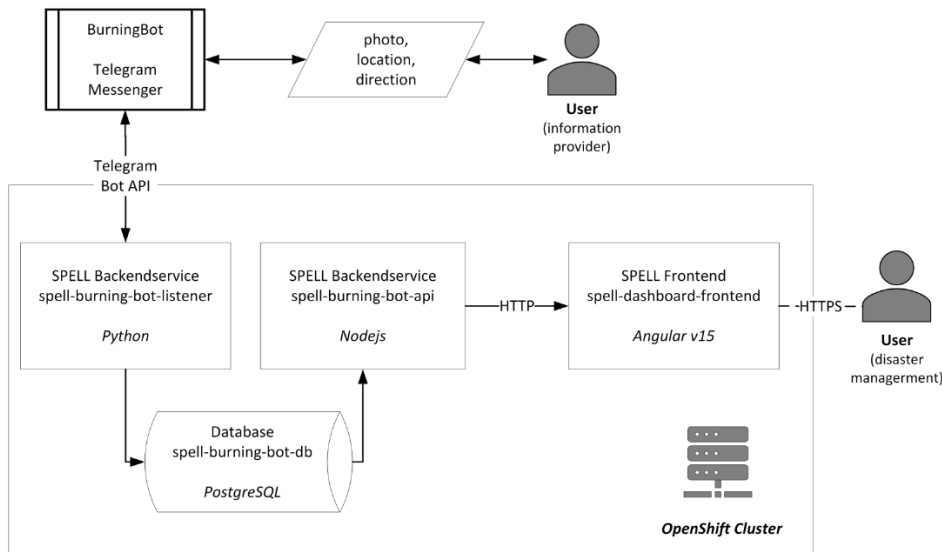 BurningBot
Telegram
Messenger
photo,
location,
direction
User
(information
provider)
Telegram
Bot API
SPELL Backendservice
spell-burning-bot-listener
Python
SPELL Backendservice
spell-burning-bot-api
Nodejs
HTTP
SPELL Frontend
spell-dashboard-frontend
Angular v15
HTTPS
User
(disaster
managerment)
Database
spell-burning-bot-db
PostgreSQL
OpenShift Cluster